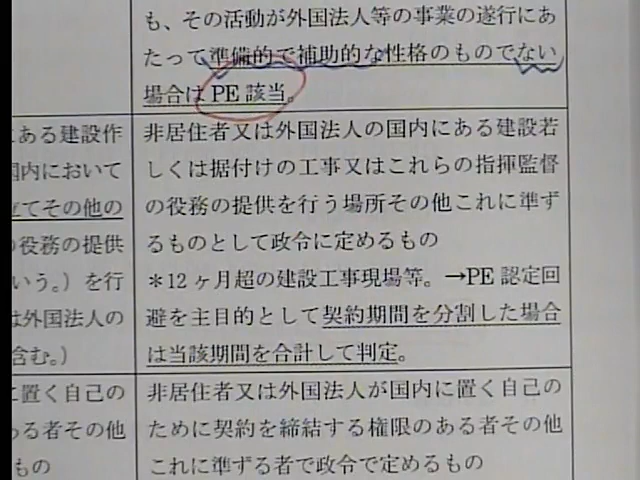 も、その活動が外国法人等の事業の遂行にあ
たって準備的で補助的な性格のものでない
場合は PE 該当。
ある建設作
国内において
立てその他の
役務の提供
いう。）を行
は外国法人の
含む。）
非居住者又は外国法人の国内にある建設若
しくは据付けの工事又はこれらの指揮監督
の役務の提供を行う場所その他これに準ず
るものとして政令に定めるもの
＊12 ヶ月超の建設工事現場等。→PE 認定回
避を主目的として契約期間を分割した場合
は当該期間を合計して判定。
に置く自己の
ある者その他
もの
非居住者又は外国法人が国内に置く自己の
ために契約を締結する権限のある者その他
これに準ずる者で政令で定めるもの